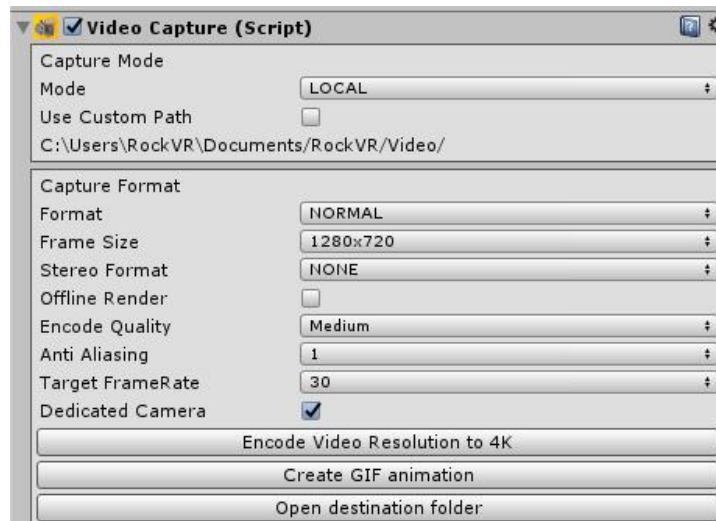 Video Capture (Script)
Capture Mode
Mode LOCAL
Use Custom Path
C:\Users\RockVR\Documents/RockVR/Video/
Capture Format
Format NORMAL
Frame Size 1280x720
Stereo Format NONE
Offline Render
Encode Quality Medium
Anti Aliasing 1
Target FrameRate 30
Dedicated Camera
Encode Video Resolution to 4K
Create GIF animation
Open destination folder